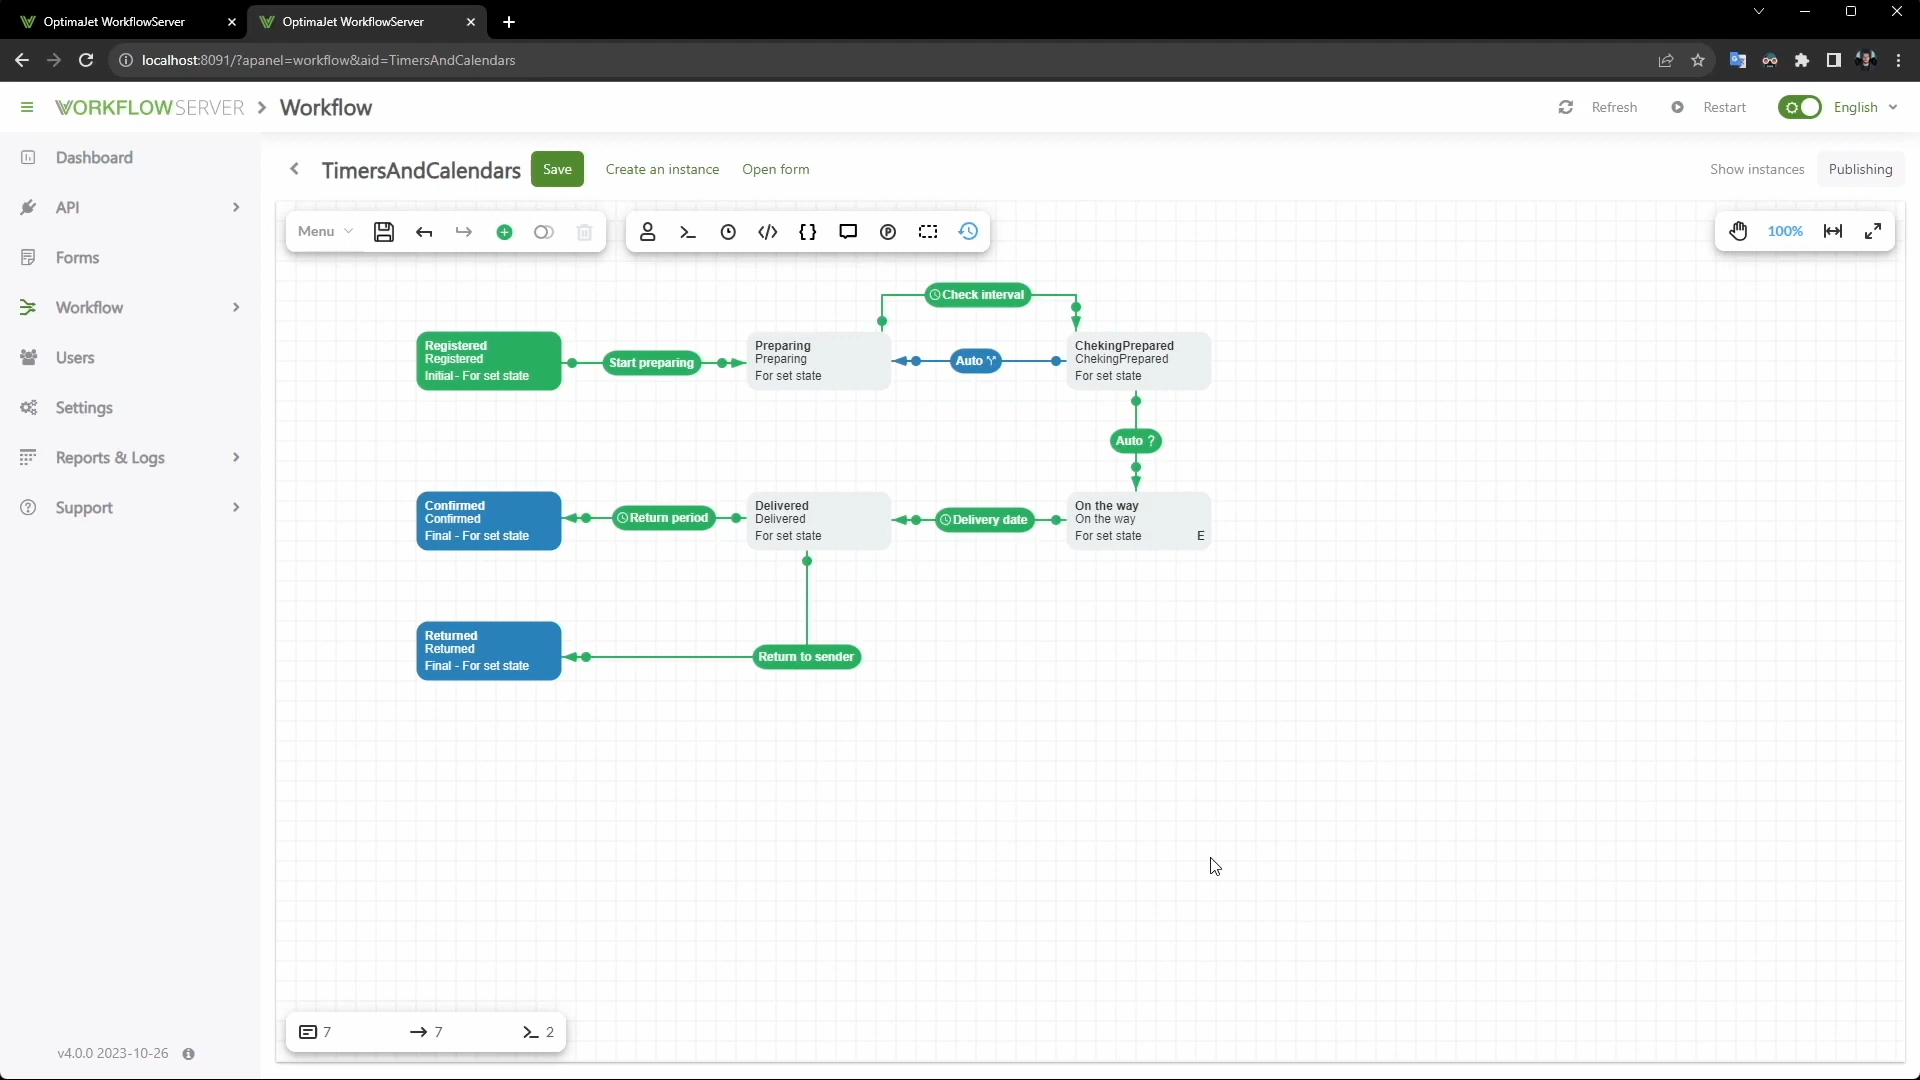 OptimaJet WorkflowServer
OptimaJet WorkflowServer
localhost:8091/?apanel=workflow&aid=TimersAndCalendars
WORKFLOWSERVER
Workflow
Refresh
Restart
English
Dashboard
API
Forms
Workflow
Users
Settings
Reports & Logs
Support
v4.0.0 2023-10-26
TimersAndCalendars
Save
Create an instance
Open form
Show instances
Publishing
Menu
100%
Check interval
Registered
Registered
Initial - For set state
Start preparing
Preparing
Preparing
For set state
Auto
ChekingPrepared
ChekingPrepared
For set state
Auto ?
Confirmed
Confirmed
Final - For set state
Return period
Delivered
Delivered
For set state
Delivery date
On the way
On the way
For set state
E
Returned
Returned
Final - For set state
Return to sender
7
7
2